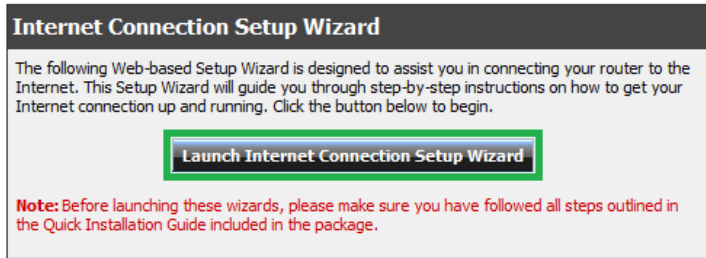 Internet Connection Setup Wizard
The following Web-based Setup Wizard is designed to assist you in connecting your router to the
Internet. This Setup Wizard will guide you through step-by-step instructions on how to get your
Internet connection up and running. Click the button below to begin.
Launch Internet Connection Setup Wizard
Note: Before launching these wizards, please make sure you have followed all steps outlined in
the Quick Installation Guide included in the package.